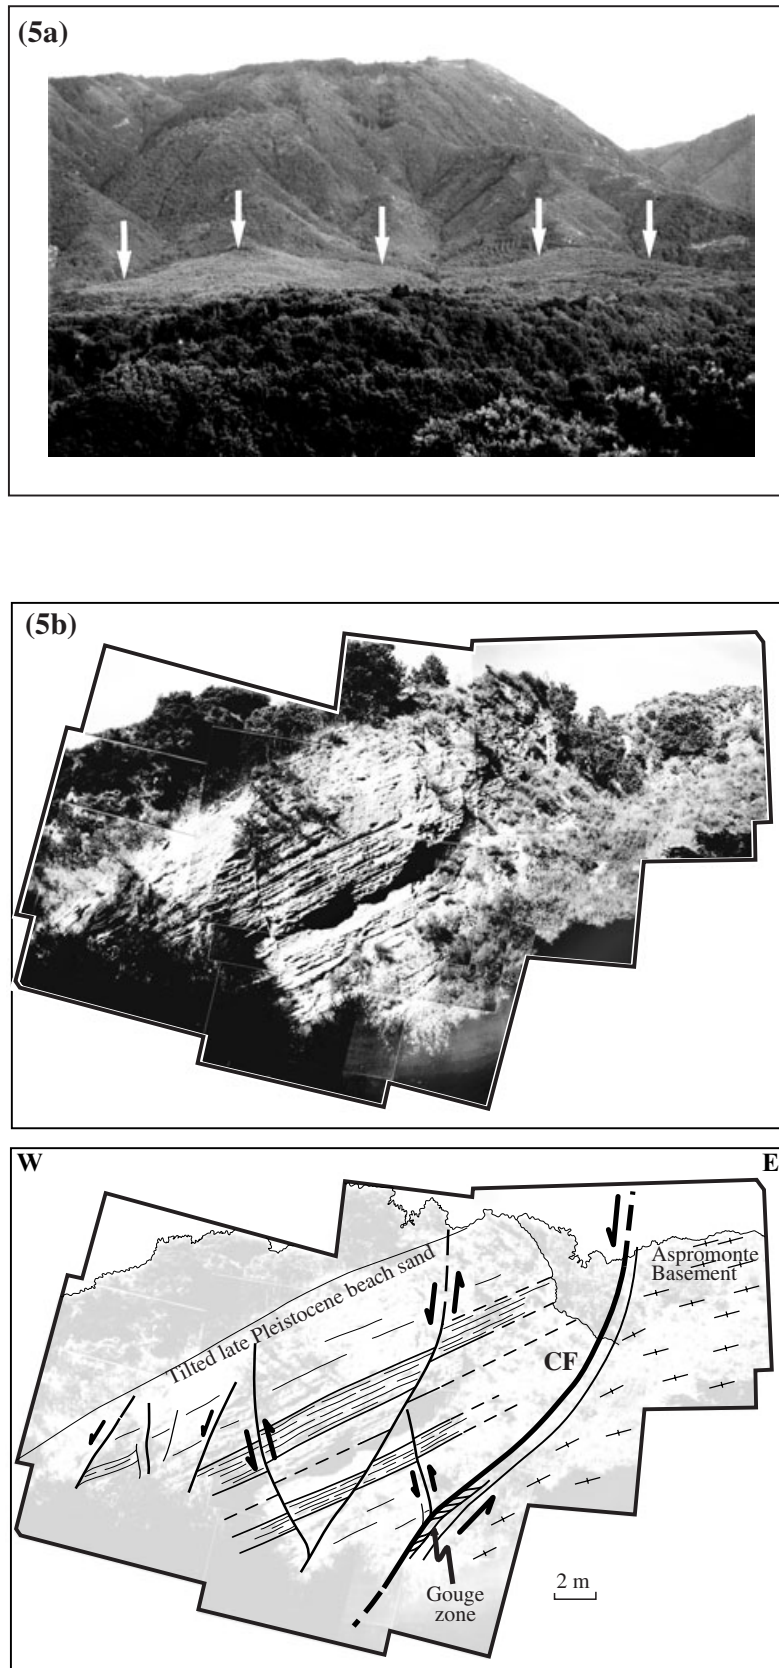 (5a)
(5b)
W
E
Aspromonte
Basement
Tilted late Pleistocene beach sand
CF
Gouge
zone
2 m